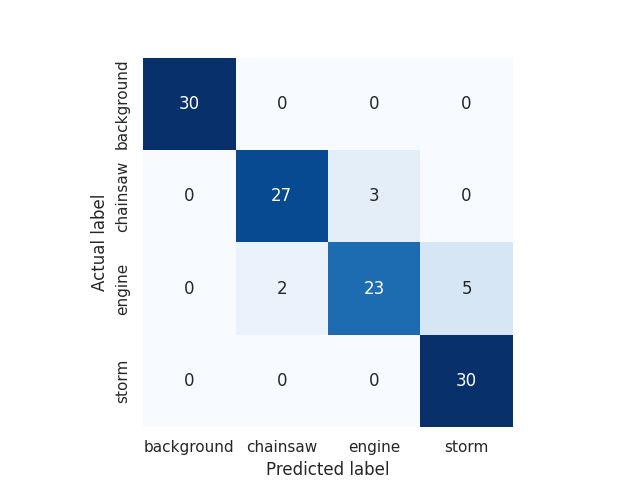 Actual label
background
30 0 0 0
chainsaw
0 27 3 0
engine
0 2 23 5
storm
0 0 0 30
background chainsaw engine storm
Predicted label